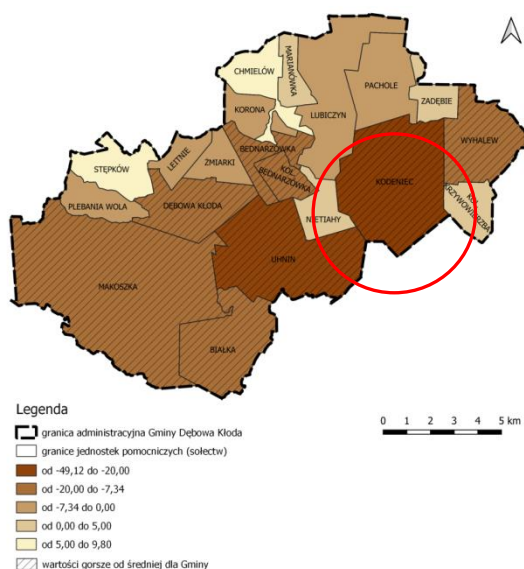 CHMIELÓW
MARIANÓWKA
PACHOLE
ZADĘBIE
KORONA
LUBICZYN
WYHALEW
BEDNARZÓWKA
STĘPKÓW
LEITNIE
ŻMIARKI
KOL.
BEDNARZÓWKA
KODENIEC
KOL.
KRZYWOWIERZBA
PLEBANIA WOLA
DĘBOWA KŁODA
NIETIAHY
UHNIN
MAKOSZKA
BIAŁKA
Legenda
granica administracyjna Gminy Dębowa Kłoda
granice jednostek pomocniczych (sołectw)
od -49,12 do -20,00
od -20,00 do -7,34
od -7,34 do 0,00
od 0,00 do 5,00
od 5,00 do 9,80
wartości gorsze od średniej dla Gminy
0 1 2 3 4 5 km